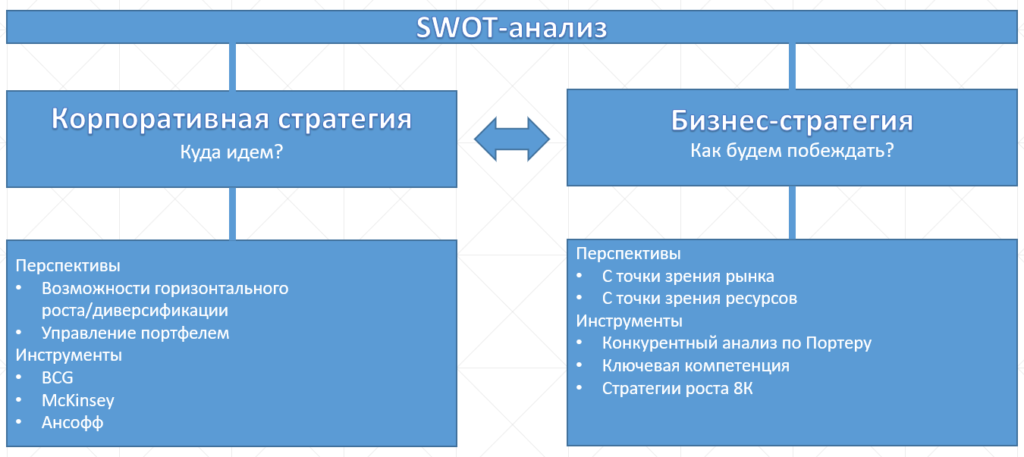 SWOT-анализ
Корпоративная стратегия
Куда идем?
Бизнес-стратегия
Как будем побеждать?
Перспективы
• Возможности горизонтального
роста/диверсификации
• Управление портфелем
Инструменты
• BCG
• McKinsey
• Ансофф
Перспективы
• С точки зрения рынка
• С точки зрения ресурсов
Инструменты
• Конкурентный анализ по Портеру
• Ключевая компетенция
• Стратегии роста 8К